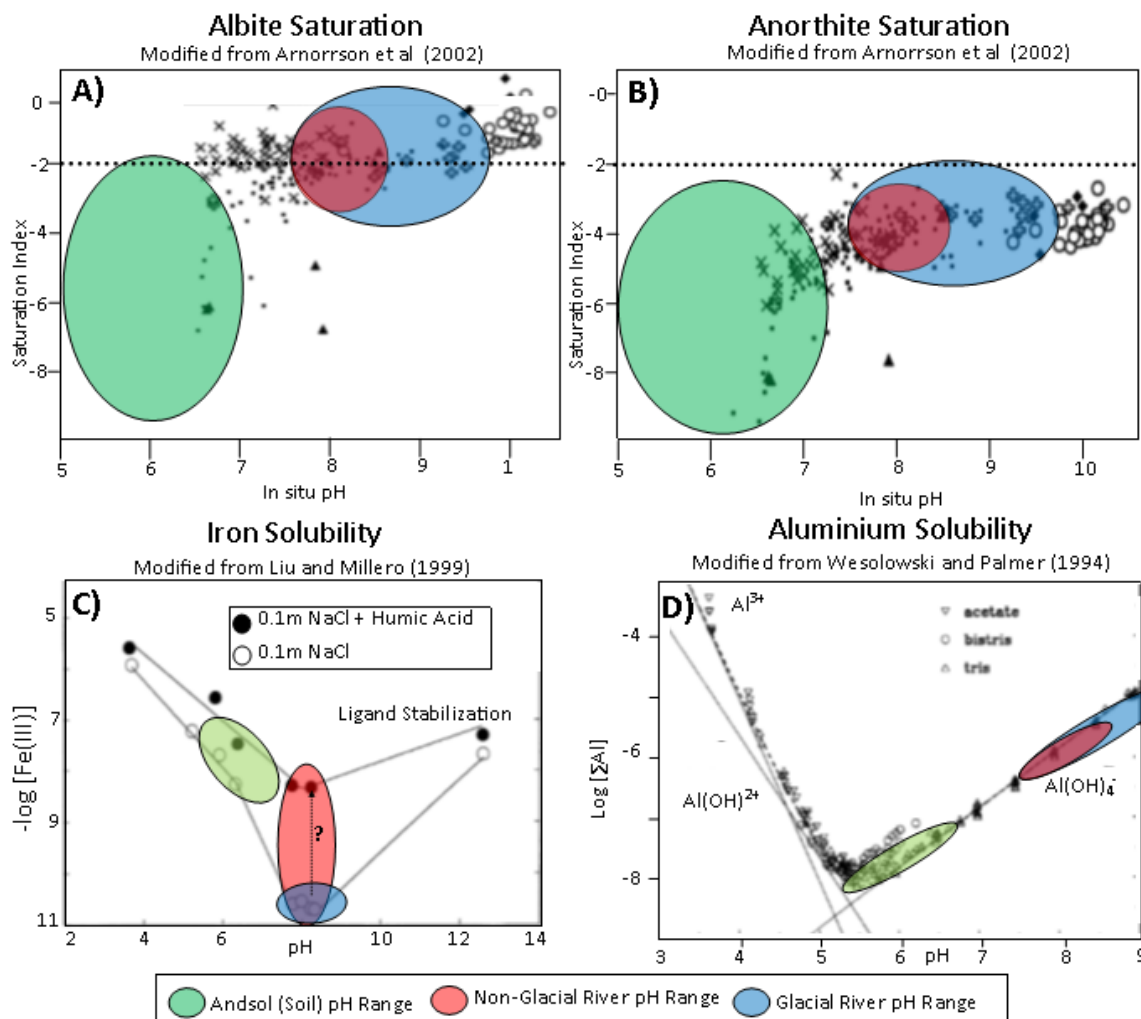 Albite Saturation
Modified from Arnorrson et al (2002)
A)
0
-2
-4
-6
-8
Saturation Index
5 6 7 8 9 1
In situ pH
Anorthite Saturation
Modified from Arnorrson et al (2002)
B)
-0
-2
-4
-6
-8
Saturation Index
5 6 7 8 9 10
In situ pH
Iron Solubility
Modified from Liu and Millero (1999)
C)
0.1m NaCl + Humic Acid
0.1m NaCl
Ligand Stabilization
?
5
7
9
11
-log [Fe(III)]
2 4 6 8 10 12 14
pH
Aluminium Solubility
Modified from Wesolowski and Palmer (1994)
D)
Al3+
acetate
bistris
tris
Al(OH)2+
Al(OH)4-
-4
-6
-8
Log [ΣAl]
3 4 5 6 7 8 9
pH
Andsol (Soil) pH Range
Non-Glacial River pH Range
Glacial River pH Range